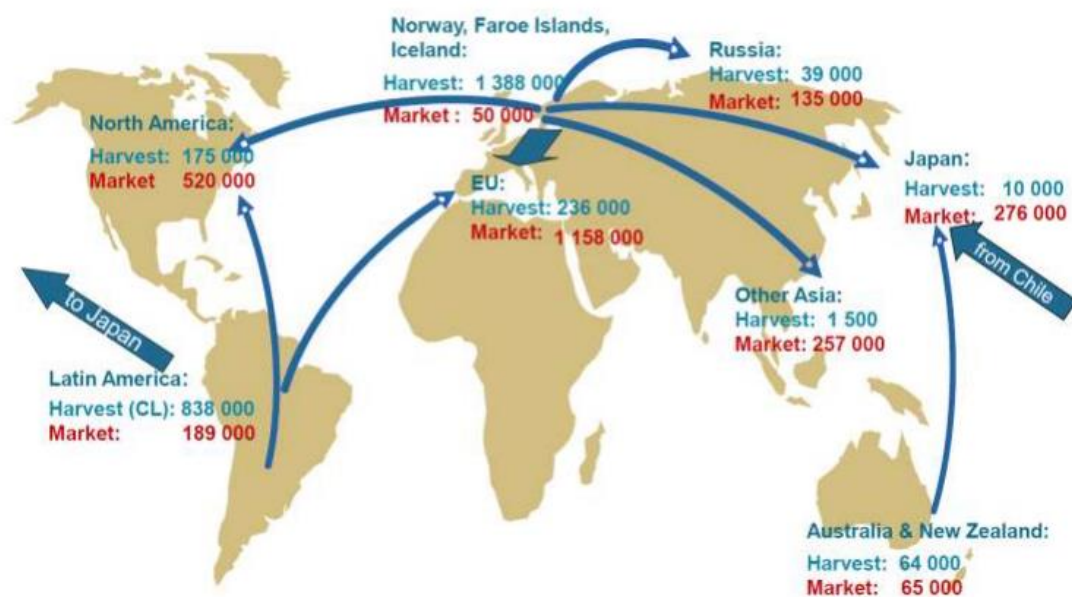 Norway, Faroe Islands,
Iceland:
Harvest: 1 388 000
Market : 50 000
Russia:
Harvest: 39 000
Market: 135 000
North America:
Harvest: 175 000
Market 520 000
EU:
Harvest: 236 000
Market: 1 158 000
Japan:
Harvest: 10 000
Market: 276 000
from Chile
to Japan
Other Asia:
Harvest: 1 500
Market: 257 000
Latin America:
Harvest (CL): 838 000
Market: 189 000
Australia & New Zealand:
Harvest: 64 000
Market: 65 000